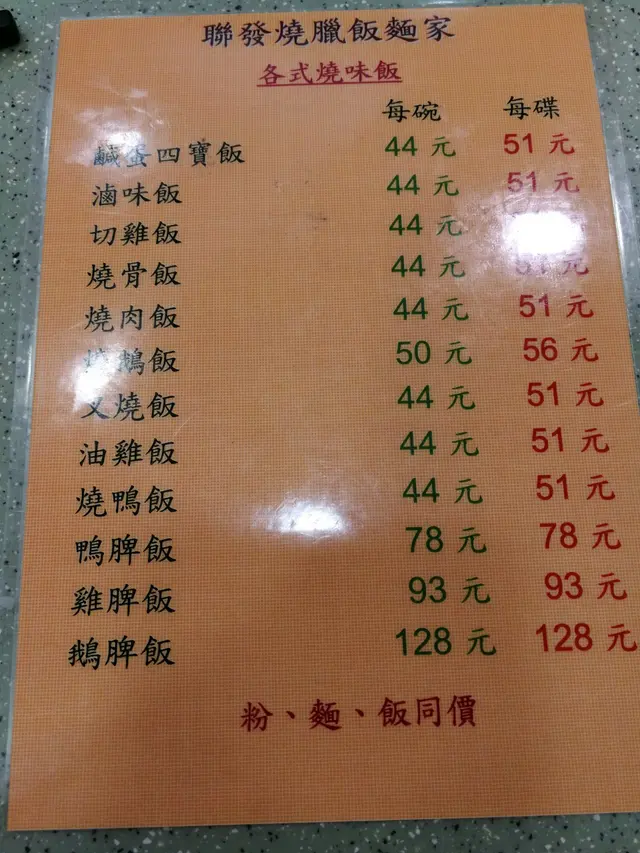 聯發燒臘飯麵家
各式燒味飯
每碗 每碟
鹹蛋四寶飯 44 元 51 元
滷味飯 44 元 51 元
切雞飯 44 元
燒骨飯 44 元 51 元
燒肉飯 44 元 51 元
燒鵝飯 50 元 56 元
叉燒飯 44 元 51 元
油雞飯 44 元 51 元
燒鴨飯 44 元 51 元
鴨脾飯 78 元 78 元
雞脾飯 93 元 93 元
鵝脾飯 128 元 128 元
粉、麵、飯同價